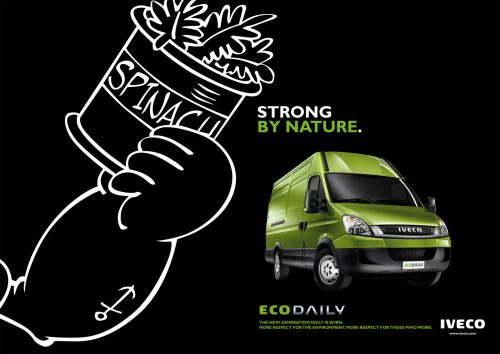 SPINACH
STRONG
BY NATURE.
IVECO
ECODAILY
ECODAILY
THE NEW GENERATION DAILY IS BORN.
MORE RESPECT FOR THE ENVIRONMENT. MORE RESPECT FOR THOSE WHO WORK.
IVECO
www.iveco.com